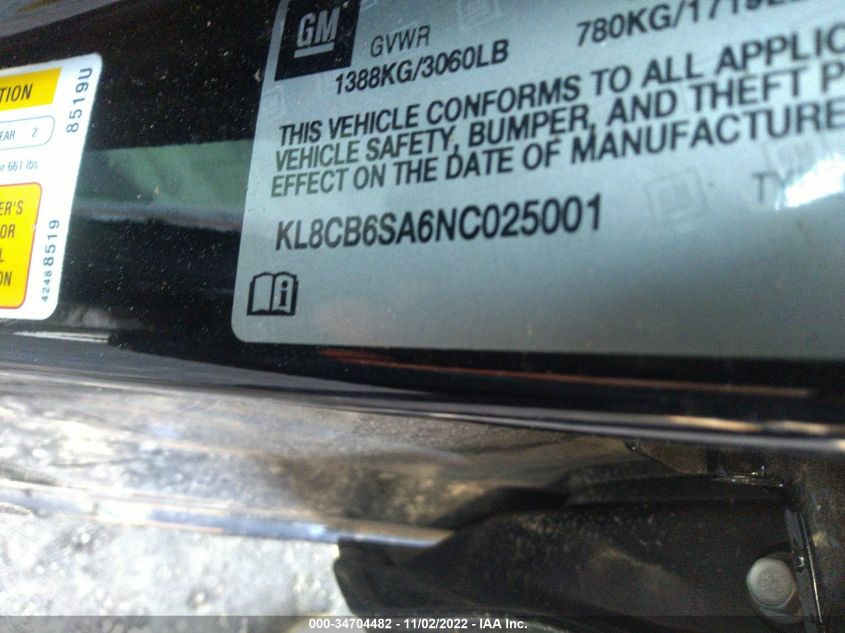 GM
GVWR
1388KG/3060LB
780KG/1719
THIS VEHICLE CONFORMS TO ALL APPLIC
VEHICLE SAFETY, BUMPER, AND THEFT P
EFFECT ON THE DATE OF MANUFACTURE
KL8CB6SA6NC025001
TION
EAR 2
r 661 lbs
ER'S
OR
L
ON
8519U
42488519
000-34704482 - 11/02/2022 - IAA Inc.